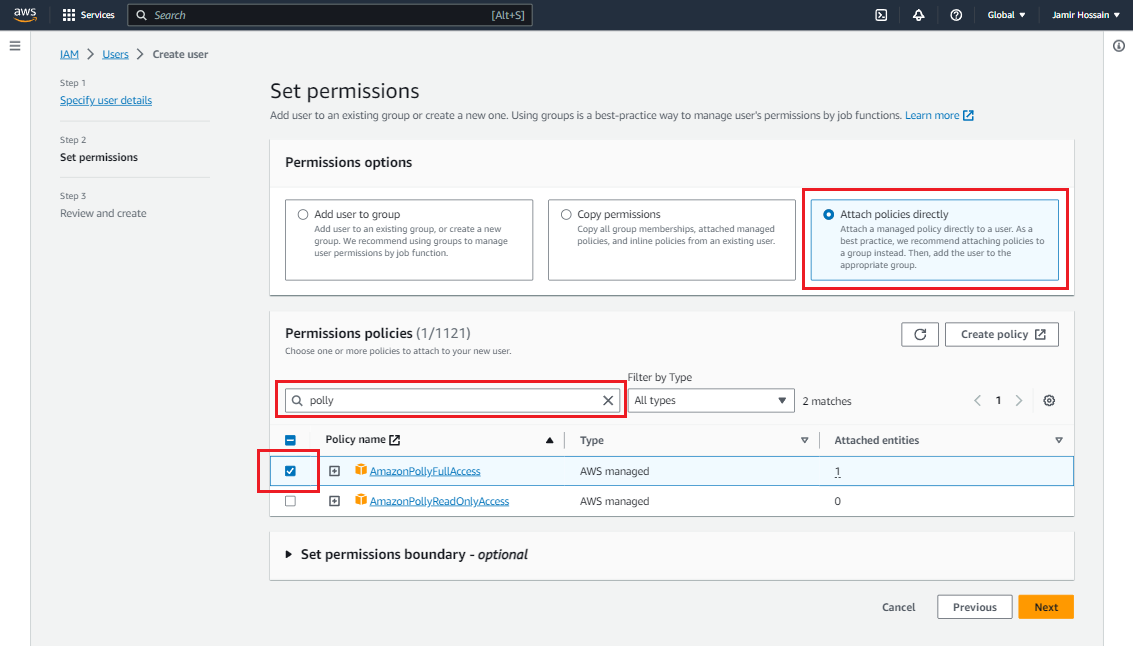 aws
Services
Search
[Alt+S]
Global
Jamir Hossain
IAM > Users > Create user
Step 1
Specify user details
Step 2
Set permissions
Step 3
Review and create
Set permissions
Add user to an existing group or create a new one. Using groups is a best-practice way to manage user's permissions by job functions. Learn more
Permissions options
Add user to group
Add user to an existing group, or create a new
group. We recommend using groups to manage
user permissions by job function.
Copy permissions
Copy all group memberships, attached managed
policies, and inline policies from an existing user.
Attach policies directly
Attach a managed policy directly to a user. As a
best practice, we recommend attaching policies to
a group instead. Then, add the user to the
appropriate group.
Permissions policies (1/1121)
Choose one or more policies to attach to your new user.
Create policy
Filter by Type
polly
All types
2 matches
1
Policy name
Type
Attached entities
AmazonPollyFullAccess
AWS managed
1
AmazonPollyReadOnlyAccess
AWS managed
0
Set permissions boundary - optional
Cancel
Previous
Next